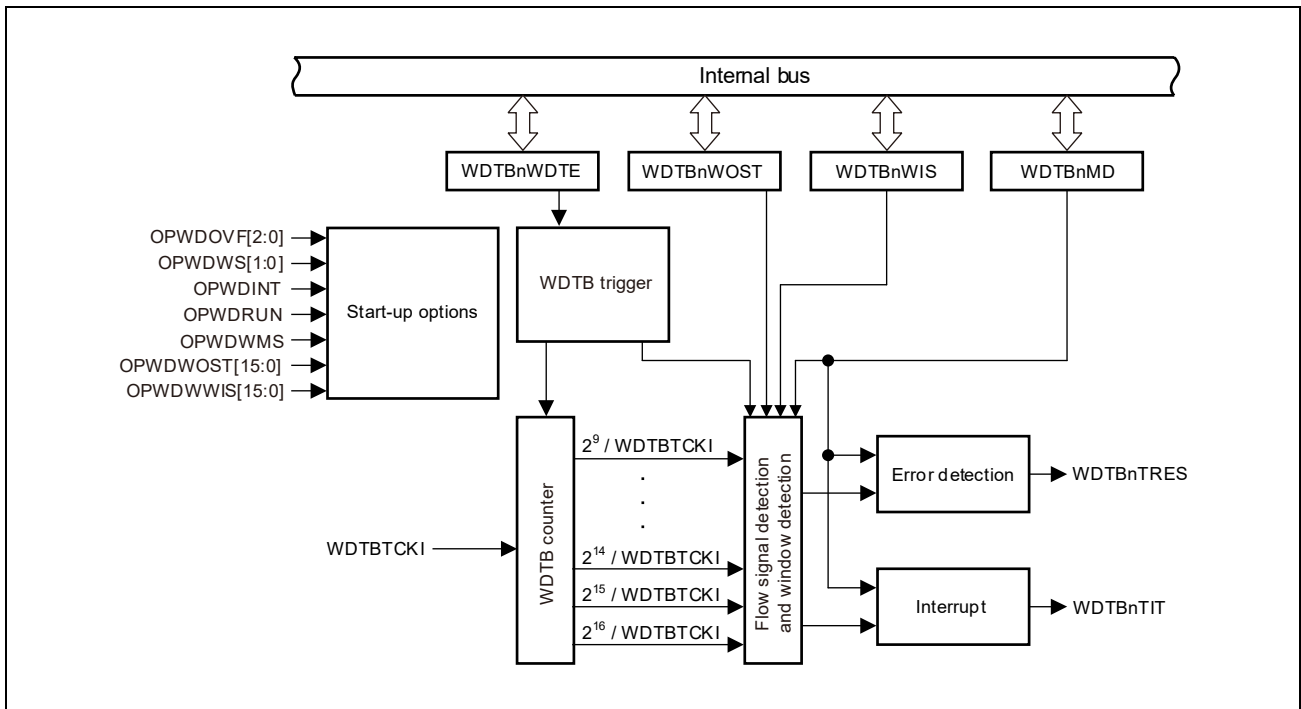 Internal bus
WDTBnWDTE
WDTBnWOST
WDTBnWIS
WDTBnMD
OPWDOVF[2:0]
OPWDWS[1:0]
OPWDINT
OPWDRUN
OPWDWMS
OPWDWOST[15:0]
OPWDWWIS[15:0]
Start-up options
WDTB trigger
WDTBTCKI
WDTB counter
2⁹ / WDTBTCKI
.
.
.
2¹⁴ / WDTBTCKI
2¹⁵ / WDTBTCKI
2¹⁶ / WDTBTCKI
Flow signal detection
and window detection
Error detection
WDTBnTRES
Interrupt
WDTBnTIT